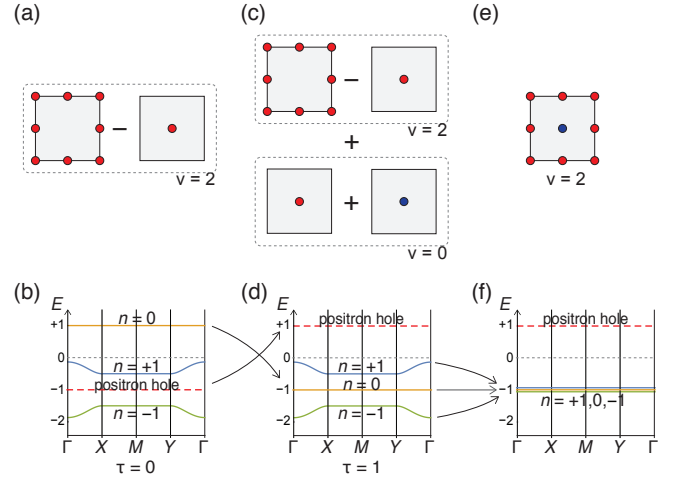 (a)
(c)
(e)
−
ν = 2
−
ν = 2
+
+
ν = 0
ν = 2
(b)
(d)
(f)
E
+1
0
−1
−2
n = 0
n = +1
positron hole
n = −1
Γ X M Y Γ
τ = 0
E
+1
0
−1
−2
positron hole
n = +1
n = 0
n = −1
Γ X M Y Γ
τ = 1
E
+1
0
−1
−2
positron hole
n = +1,0,−1
Γ X M Y Γ